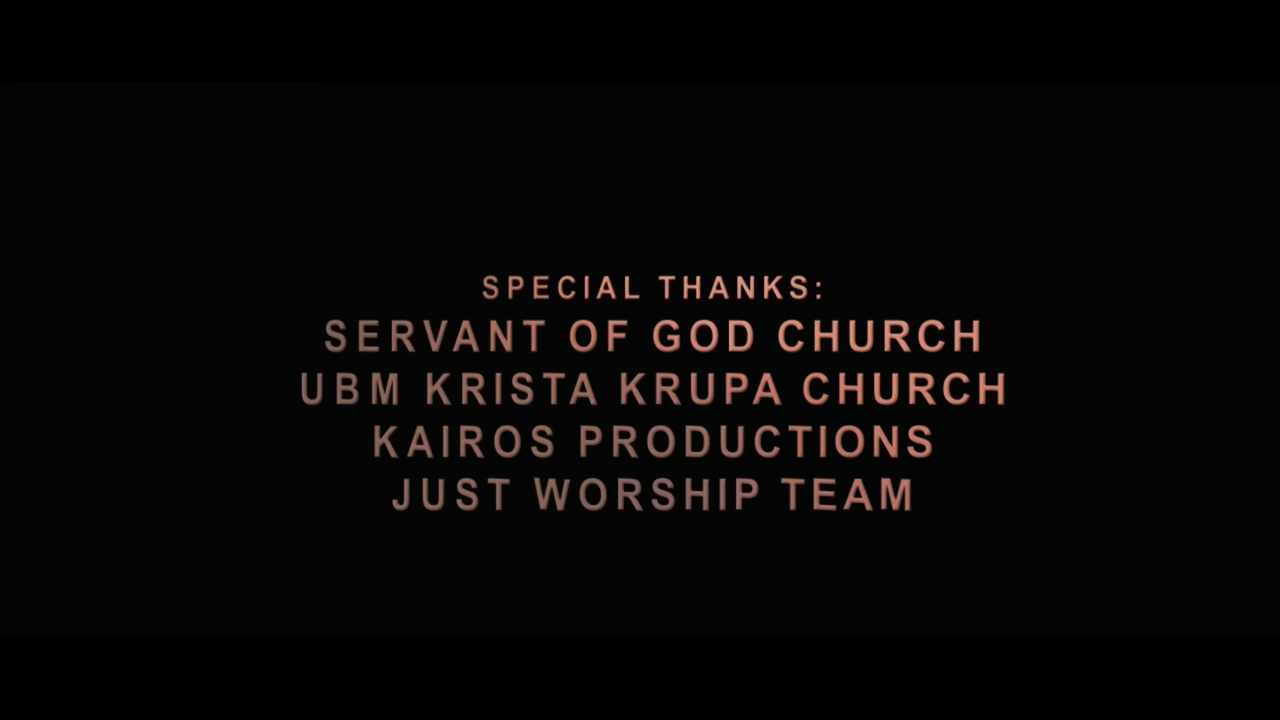 SPECIAL THANKS:
SERVANT OF GOD CHURCH
UBM KRISTA KRUPA CHURCH
KAIROS PRODUCTIONS
JUST WORSHIP TEAM